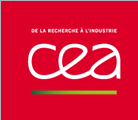 DE LA RECHERCHE À L'INDUSTRIE
cea